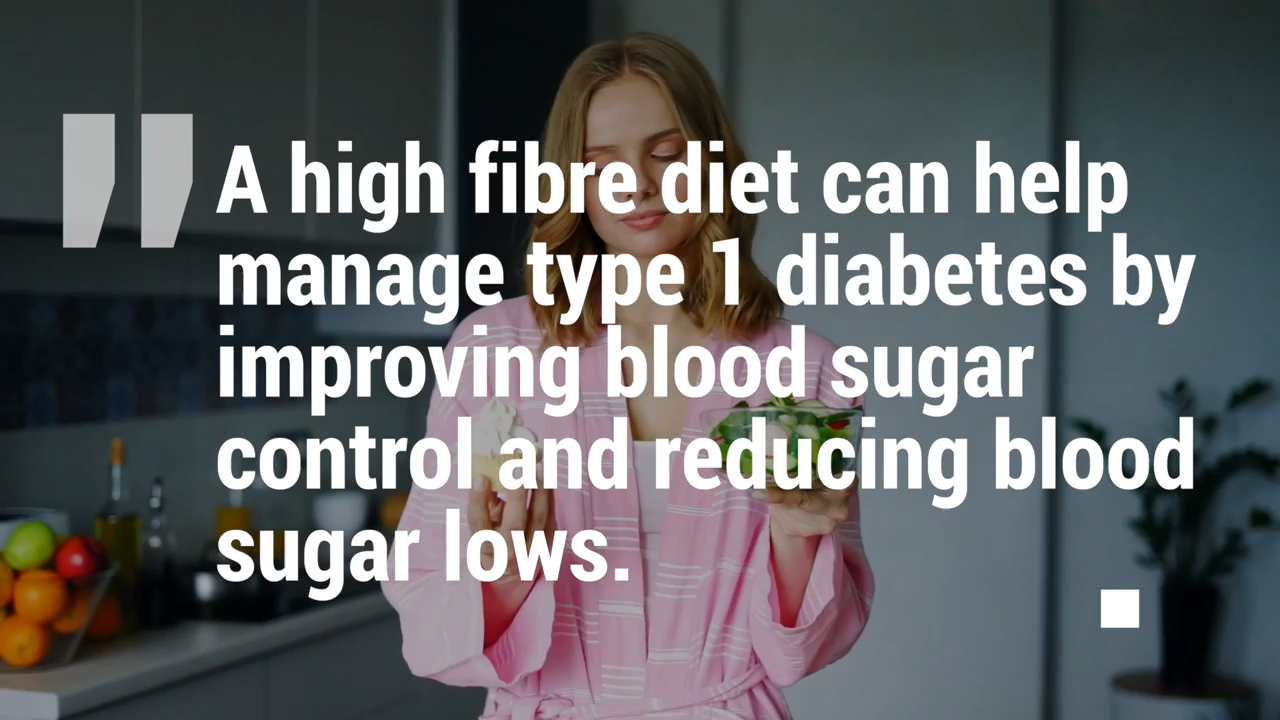 "
A high fibre diet can help
manage type 1 diabetes by
improving blood sugar
control and reducing blood
sugar lows.